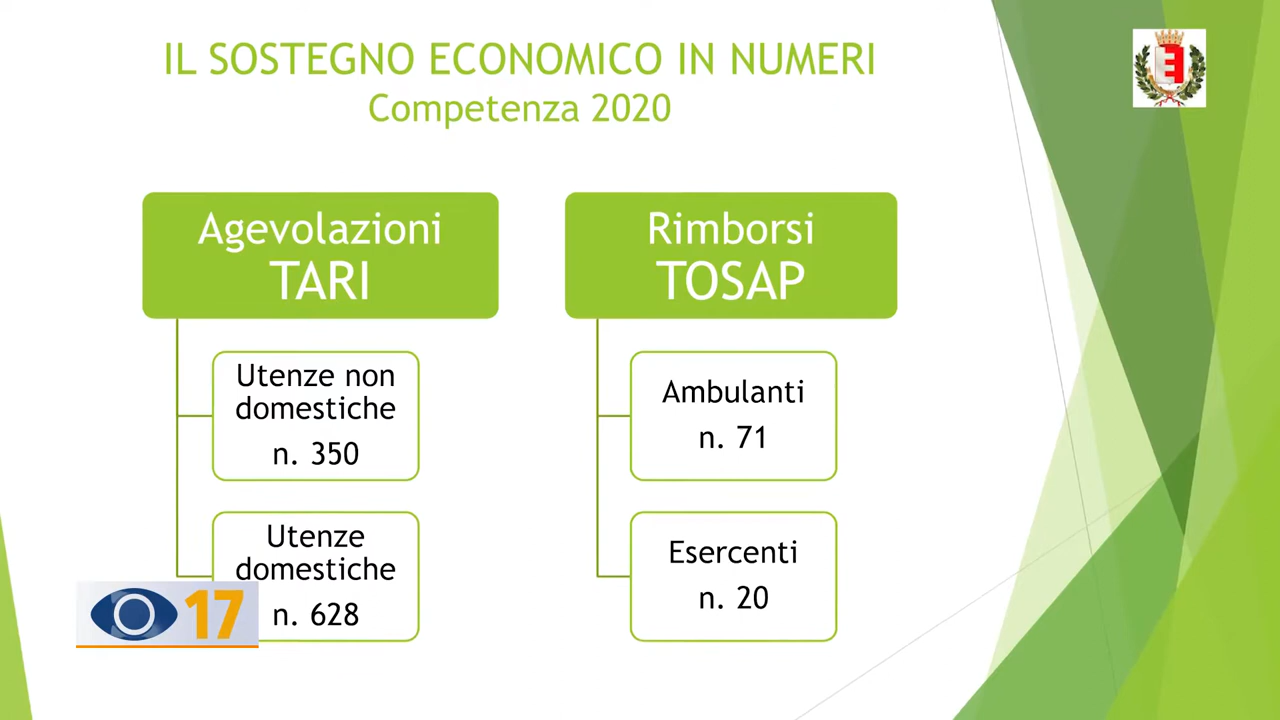 IL SOSTEGNO ECONOMICO IN NUMERI
Competenza 2020
Agevolazioni
TARI
Utenze non
domestiche
n. 350
Utenze
domestiche
n. 628
Rimborsi
TOSAP
Ambulanti
n. 71
Esercenti
n. 20
17